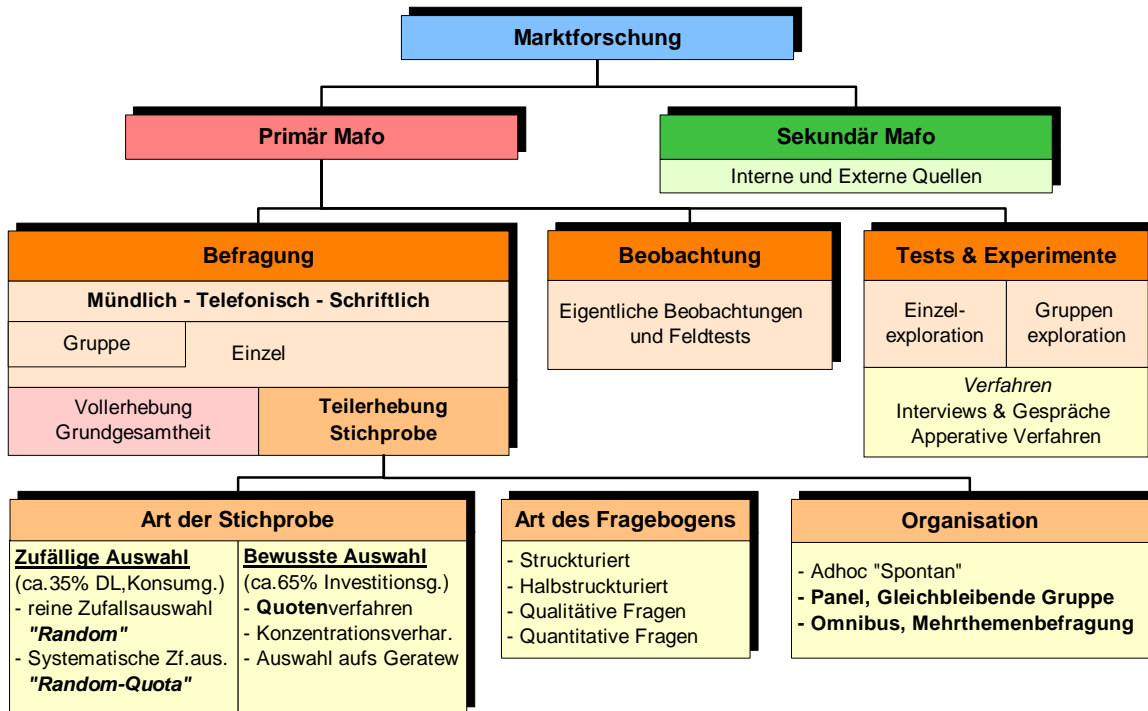 Marktforschung
Primär Mafo
Sekundär Mafo
Interne und Externe Quellen
Befragung
Mündlich - Telefonisch - Schriftlich
Gruppe
Einzel
Vollerhebung
Grundgesamtheit
Teilerhebung
Stichprobe
Beobachtung
Eigentliche Beobachtungen
und Feldtests
Tests & Experimente
Einzel-
exploration
Gruppen
exploration
Verfahren
Interviews & Gespräche
Apperative Verfahren
Art der Stichprobe
Zufällige Auswahl
(ca.35% DL,Konsumg.)
- reine Zufallsauswahl
"Random"
- Systematische Zf.aus.
"Random-Quota"
Bewusste Auswahl
(ca.65% Investitionsg.)
- Quotenverfahren
- Konzentrationsverhar.
- Auswahl aufs Geratew
Art des Fragebogens
- Struktiriert
- Halbstrukturiert
- Qualitätive Fragen
- Quantitative Fragen
Organisation
- Adhoc "Spontan"
- Panel, Gleichbleibende Gruppe
- Omnibus, Mehrthemenbefragung